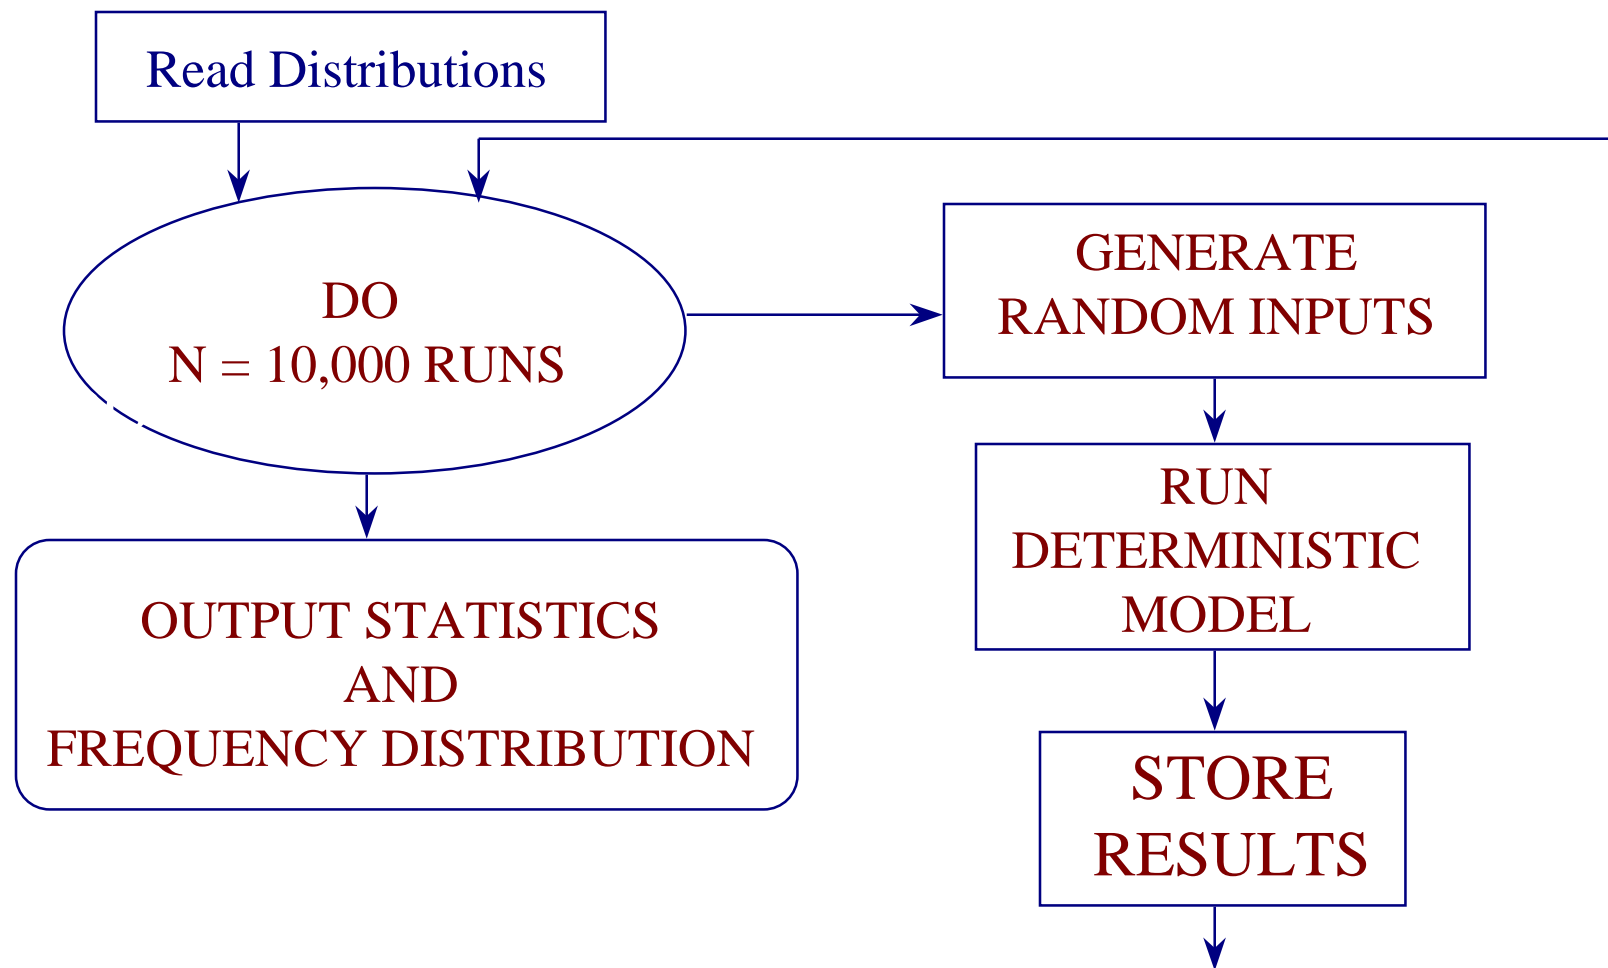 Read Distributions
DO
N = 10,000 RUNS
GENERATE
RANDOM INPUTS
RUN
DETERMINISTIC
MODEL
OUTPUT STATISTICS
AND
FREQUENCY DISTRIBUTION
STORE
RESULTS